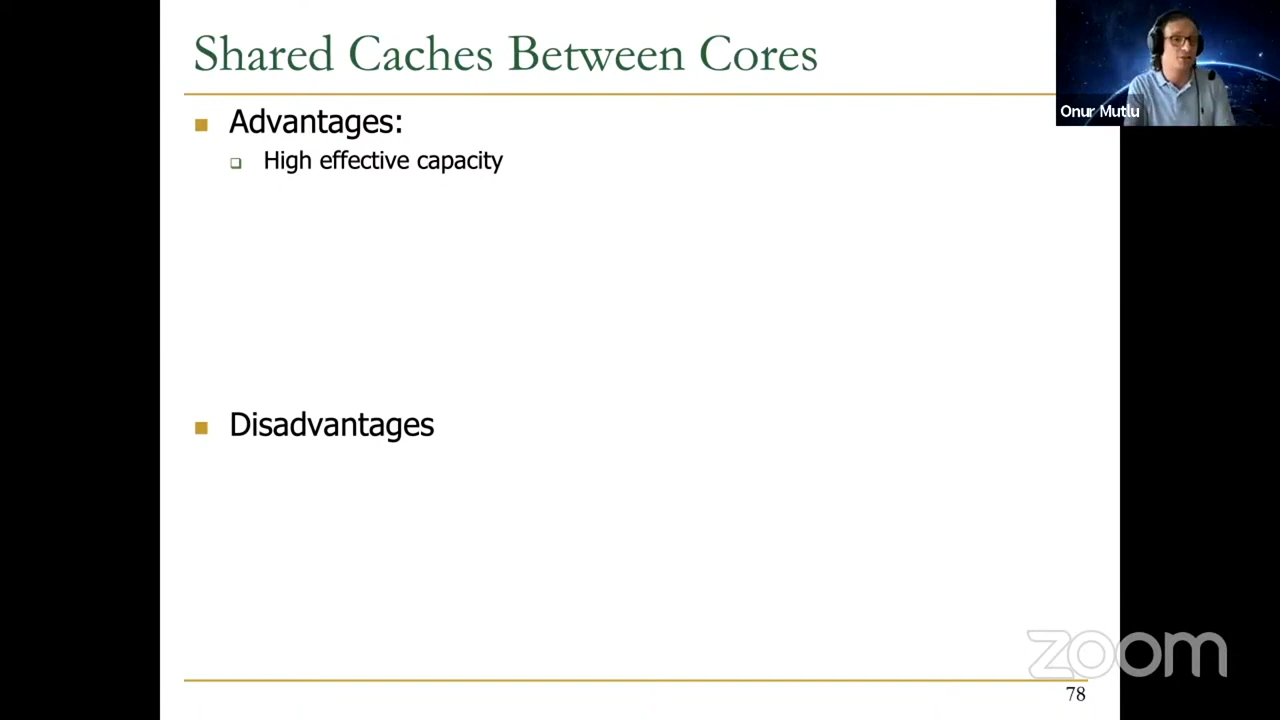 Shared Caches Between Cores
Onur Mutlu
Advantages:
High effective capacity
Disadvantages
zoom
78